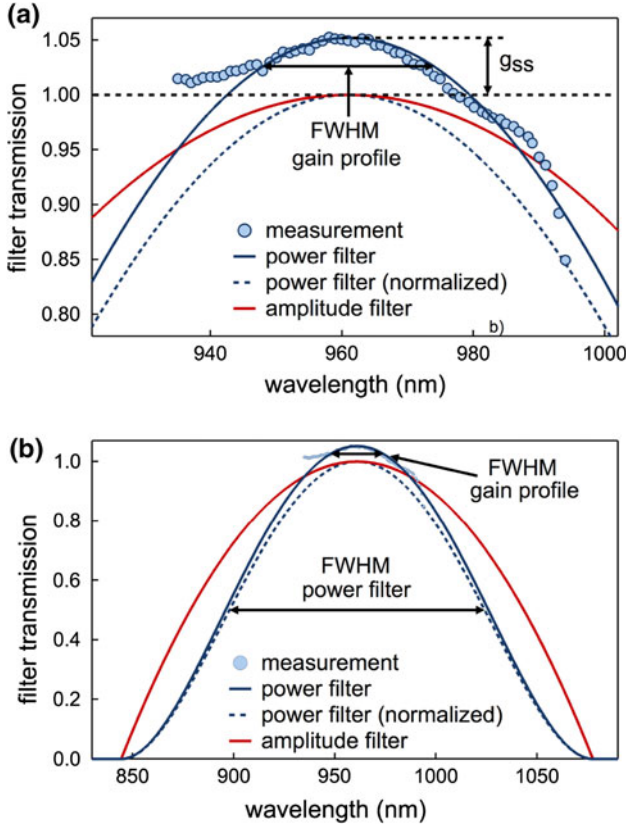 (a)
1.05
1.00
0.95
0.90
0.85
0.80
filter transmission
gss
FWHM
gain profile
measurement
power filter
power filter (normalized)
amplitude filter
b)
940
960
980
1000
wavelength (nm)
(b)
1.0
0.8
0.6
0.4
0.2
0.0
filter transmission
FWHM
gain profile
FWHM
power filter
measurement
power filter
power filter (normalized)
amplitude filter
850
900
950
1000
1050
wavelength (nm)